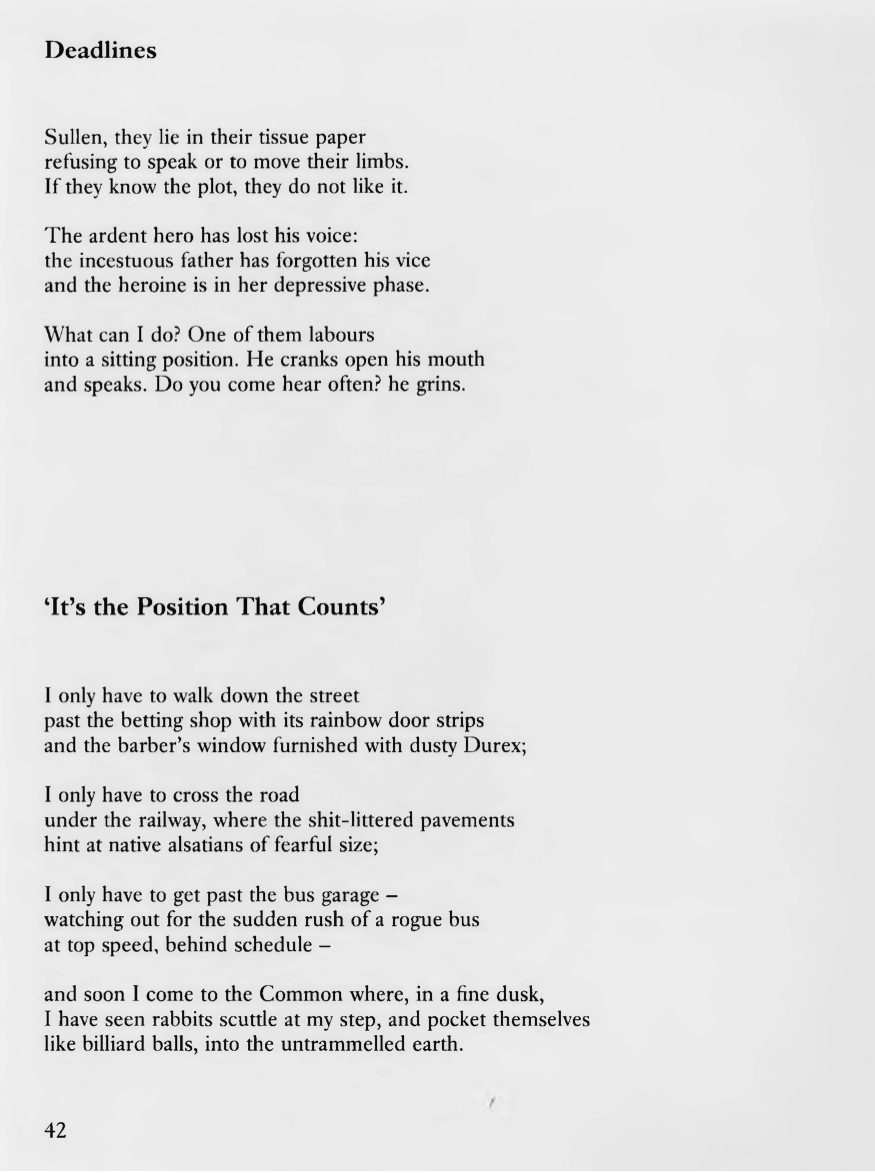 Deadlines
Sullen, they lie in their tissue paper
refusing to speak or to move their limbs.
If they know the plot, they do not like it.
The ardent hero has lost his voice:
the incestuous father has forgotten his vice
and the heroine is in her depressive phase.
What can I do? One of them labours
into a sitting position. He cranks open his mouth
and speaks. Do you come hear often? he grins.
‘It’s the Position That Counts’
I only have to walk down the street
past the betting shop with its rainbow door strips
and the barber’s window furnished with dusty Durex;
I only have to cross the road
under the railway, where the shit-littered pavements
hint at native alsatians of fearful size;
I only have to get past the bus garage –
watching out for the sudden rush of a rogue bus
at top speed, behind schedule –
and soon I come to the Common where, in a fine dusk,
I have seen rabbits scuttle at my step, and pocket themselves
like billiard balls, into the untrammelled earth.
42